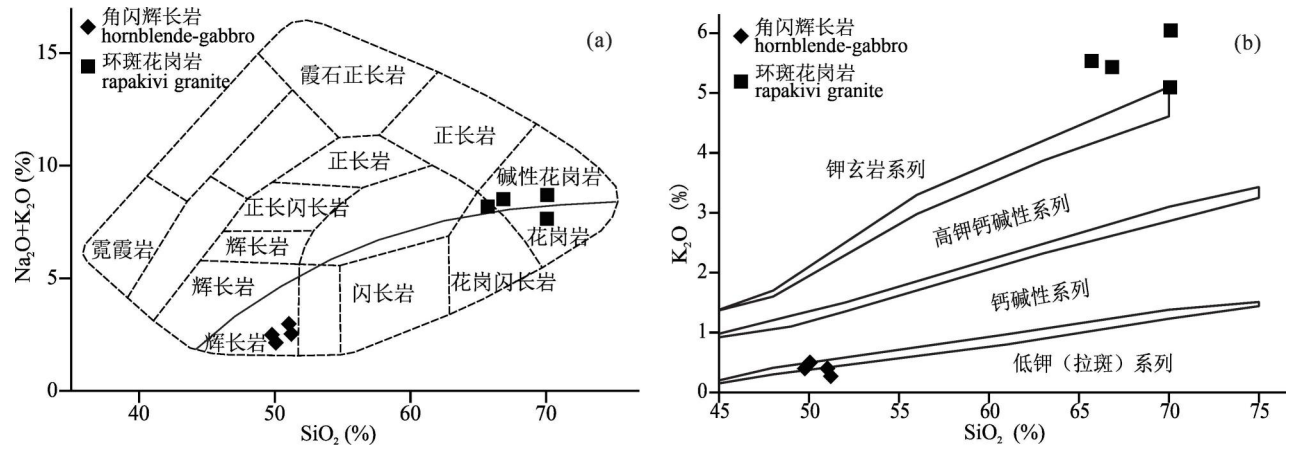 角闪辉长岩
hornblende-gabbro
环斑花岗岩
rapakivi granite
(a)
15
10
5
0
Na₂O+K₂O (%)
霞石正长岩
正长岩
正长岩
碱性花岗岩
正长闪长岩
霓霞岩
辉长岩
花岗岩
辉长岩
闪长岩
花岗闪长岩
辉长岩
40
50
60
70
SiO₂ (%)
角闪辉长岩
hornblende-gabbro
环斑花岗岩
rapakivi granite
(b)
6
5
4
3
2
1
0
K₂O (%)
钾玄岩系列
高钾钙碱性系列
钙碱性系列
低钾（拉斑）系列
45
50
55
60
65
70
75
SiO₂ (%)